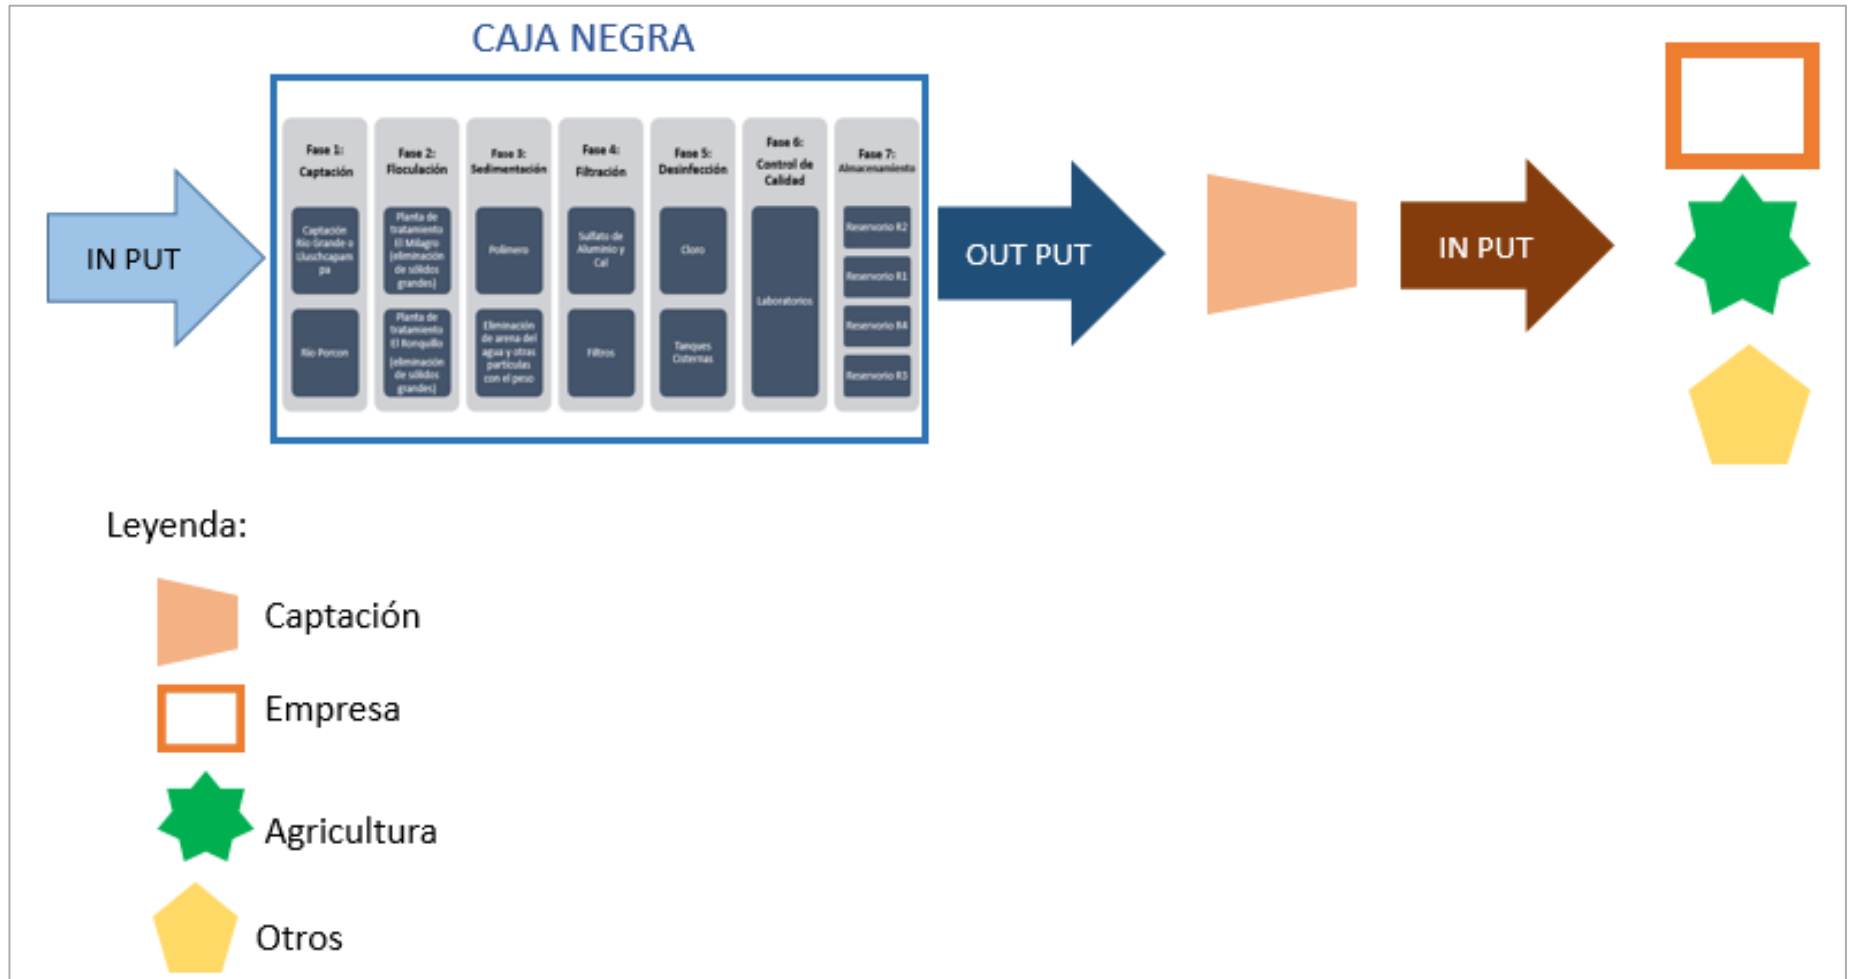 CAJA NEGRA
IN PUT
Fase 1:
Captación
Captación
Río Grande o
Lluschcapam
pa
Río Porcon
Fase 2:
Floculación
Planta de
tratamiento
El Milagro
(eliminación
de sólidos
grandes)
Planta de
tratamiento
El Ronquillo
(eliminación
de sólidos
grandes)
Fase 3:
Sedimentación
Polímero
Eliminación
de arena del
agua y otras
partículas
con el peso
Fase 4:
Filtración
Sulfato de
Aluminio y
Cal
Filtros
Fase 5:
Desinfección
Cloro
Tanques
Cisternas
Fase 6:
Control de
Calidad
Laboratorios
Fase 7:
Almacenamiento
Reservorio R2
Reservorio R1
Reservorio R4
Reservorio R3
OUT PUT
IN PUT
Leyenda:
Captación
Empresa
Agricultura
Otros